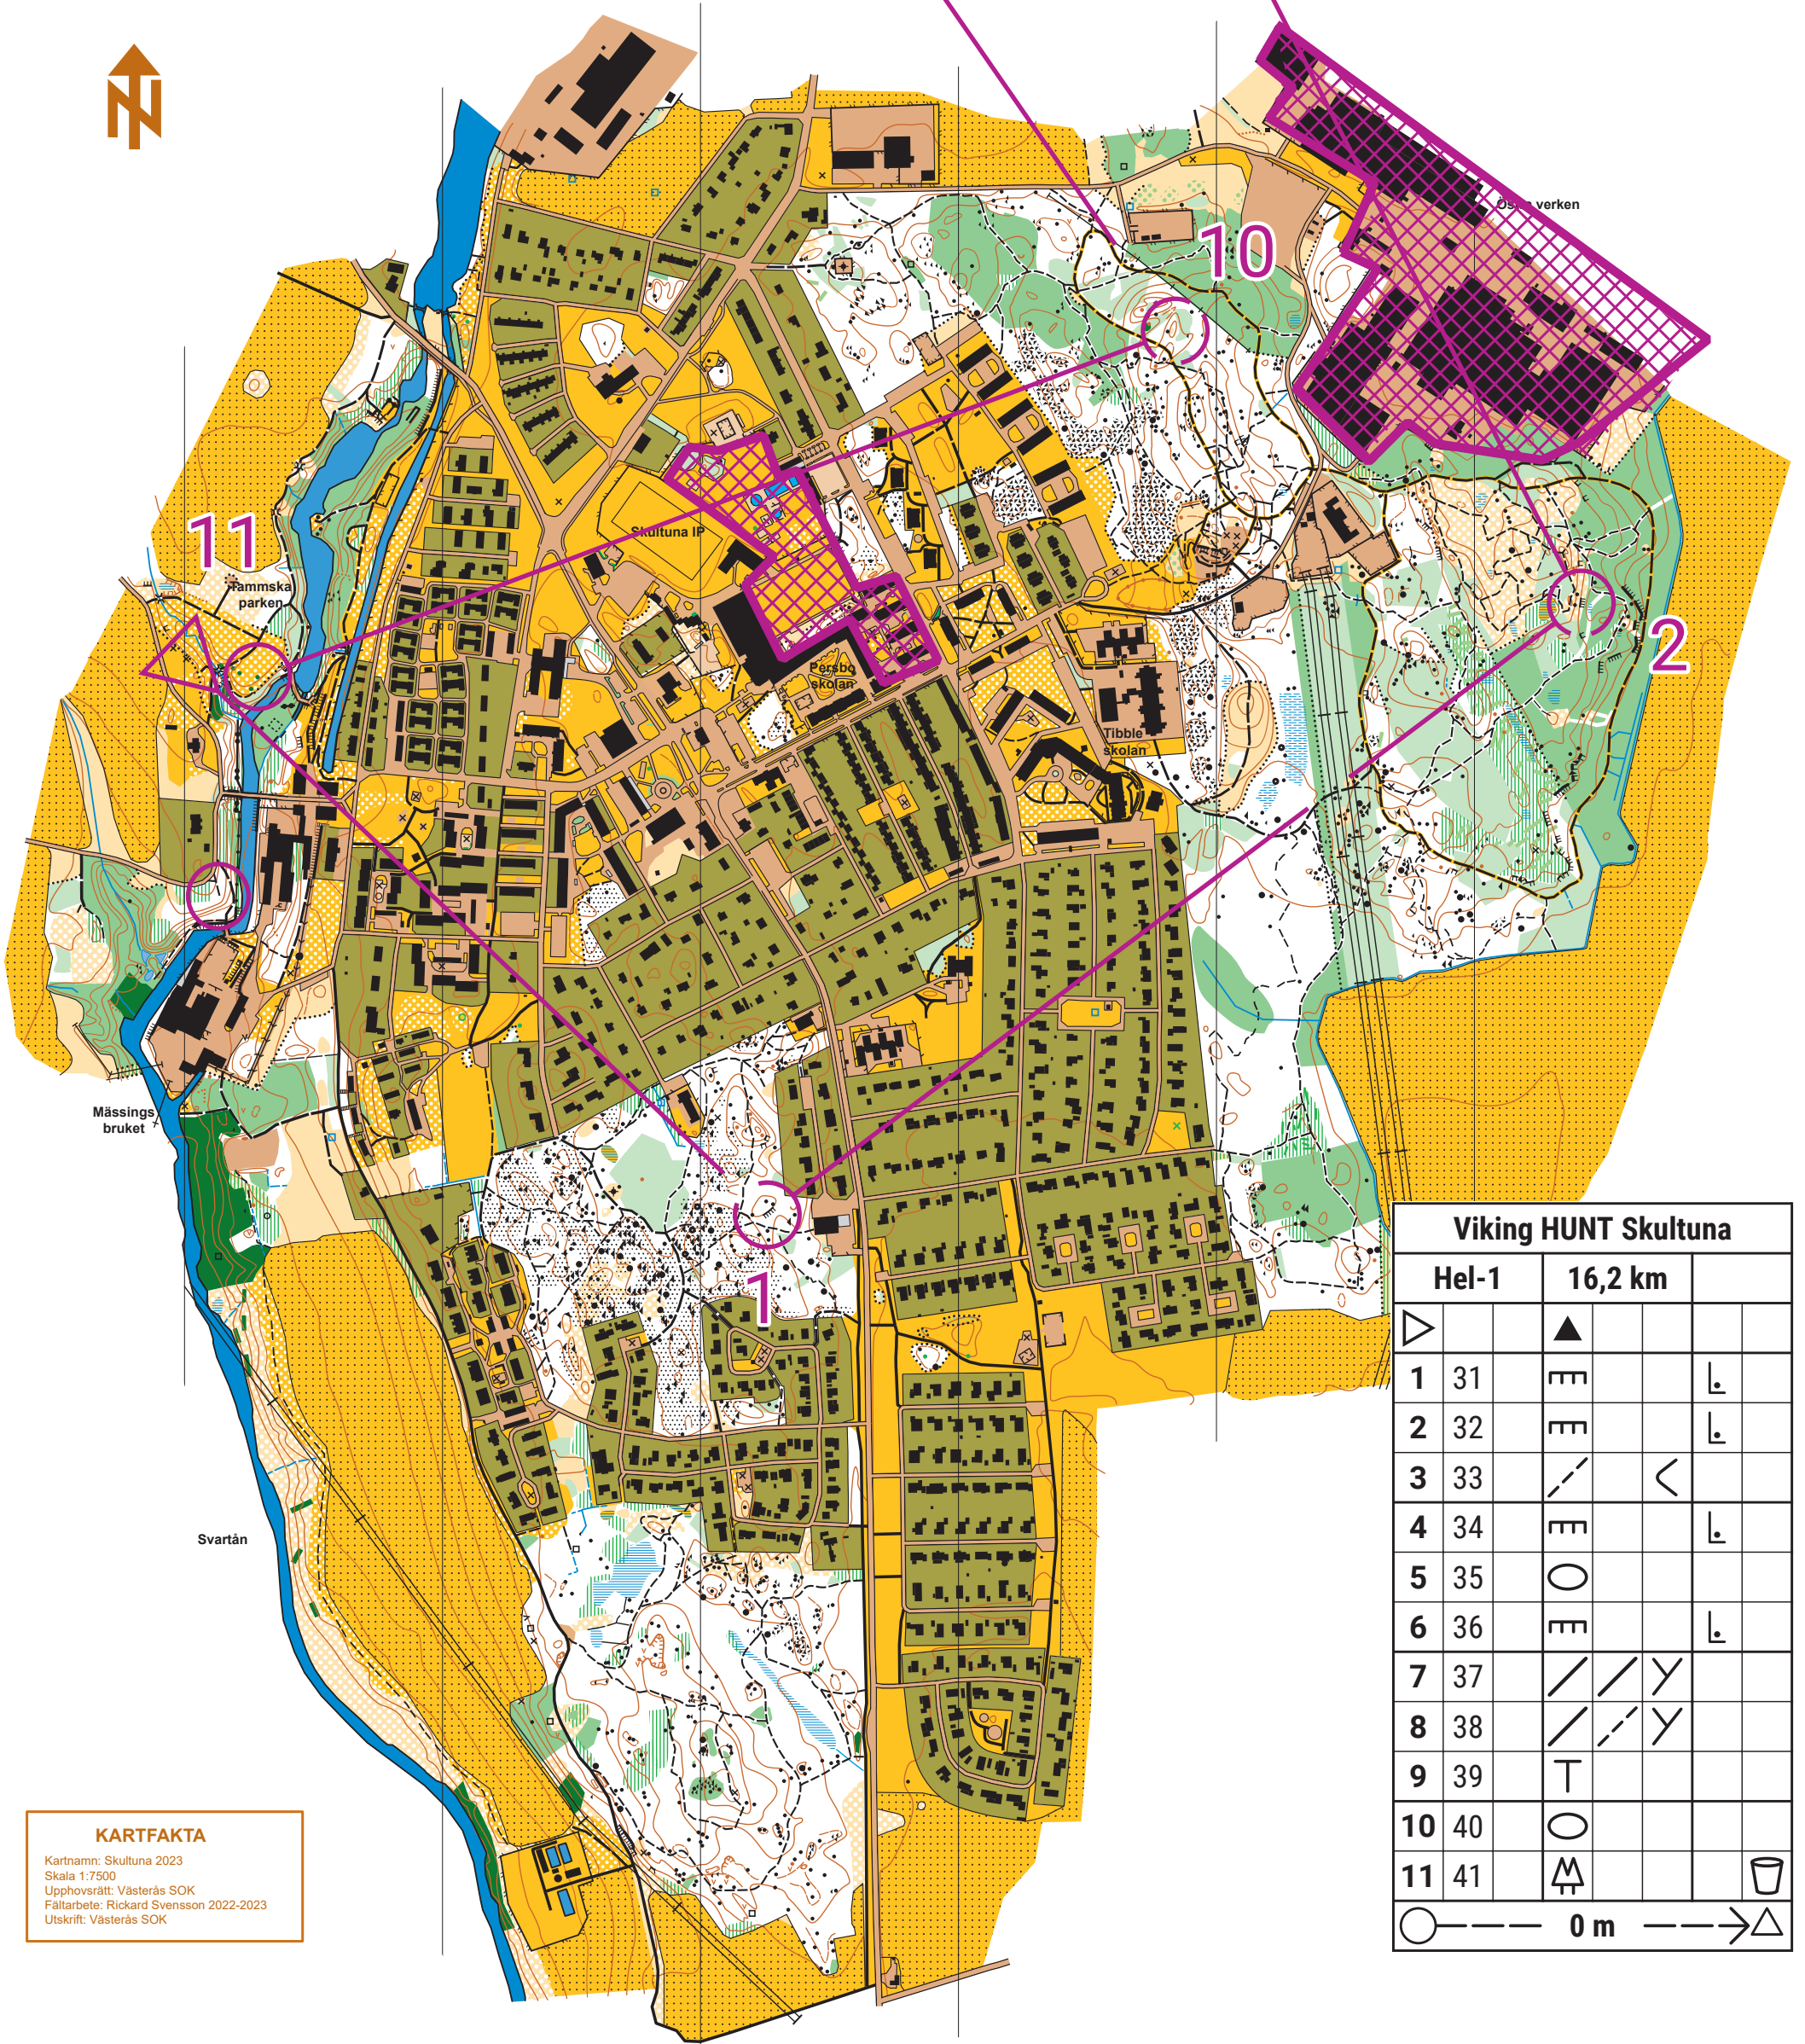 N
10
Östra verken
11
Skultuna IP
Tammska
parken
2
Persbo
skolan
Tibble
skolan
Mässings
bruket
1
Svartån
Viking HUNT Skultuna
Hel-1 16,2 km
1 31
2 32
3 33
4 34
5 35
6 36
7 37
8 38
9 39
10 40
11 41
0 m
KARTFAKTA
Kartnamn: Skultuna 2023
Skala 1:7500
Upphovsrätt: Västerås SOK
Fältarbete: Rickard Svensson 2022-2023
Utskrift: Västerås SOK